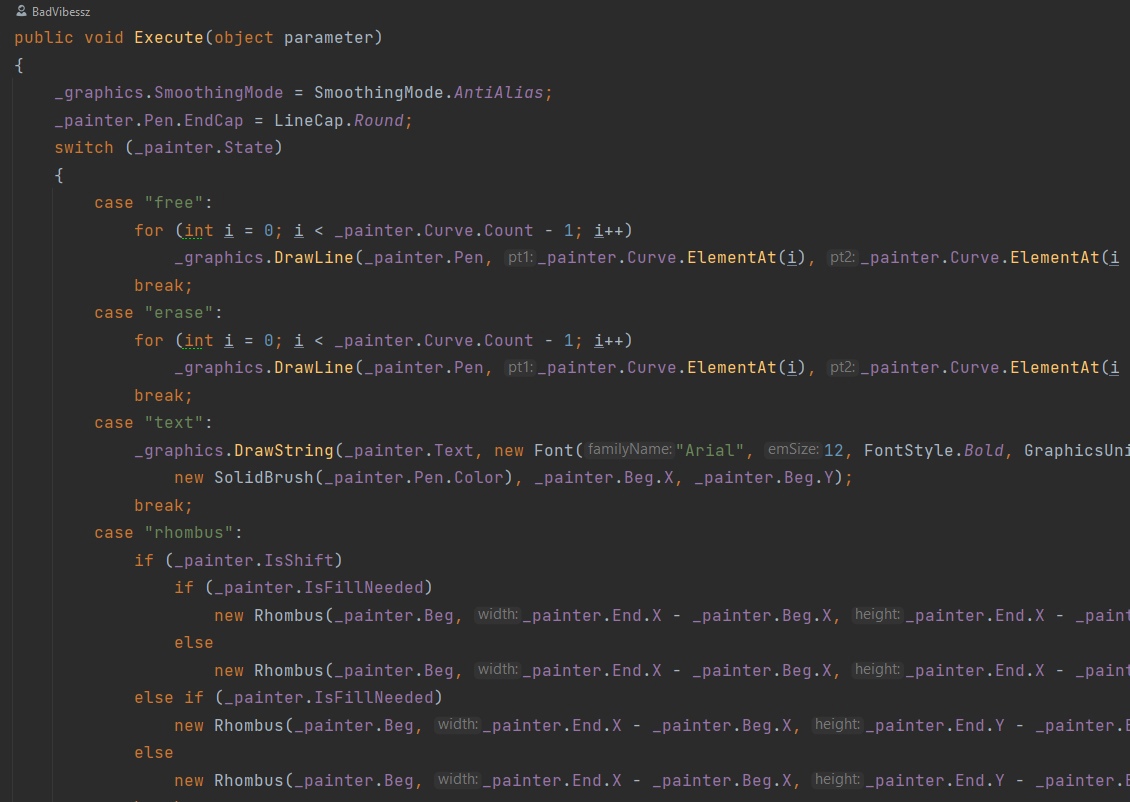 BadVibessz
public void Execute(object parameter)
{
_graphics.SmoothingMode = SmoothingMode.AntiAlias;
_painter.Pen.EndCap = LineCap.Round;
switch (_painter.State)
{
case "free":
for (int i = 0; i < _painter.Curve.Count - 1; i++)
_graphics.DrawLine(_painter.Pen, pt1: _painter.Curve.ElementAt(i), pt2: _painter.Curve.ElementAt(i
break;
case "erase":
for (int i = 0; i < _painter.Curve.Count - 1; i++)
_graphics.DrawLine(_painter.Pen, pt1: _painter.Curve.ElementAt(i), pt2: _painter.Curve.ElementAt(i
break;
case "text":
_graphics.DrawString(_painter.Text, new Font(familyName: "Arial", emSize: 12, FontStyle.Bold, GraphicsUni
new SolidBrush(_painter.Pen.Color), _painter.Beg.X, _painter.Beg.Y);
break;
case "rhombus":
if (_painter.IsShift)
if (_painter.IsFillNeeded)
new Rhombus(_painter.Beg, width: _painter.End.X - _painter.Beg.X, height: _painter.End.X - _paint
else
new Rhombus(_painter.Beg, width: _painter.End.X - _painter.Beg.X, height: _painter.End.X - _paint
else if (_painter.IsFillNeeded)
new Rhombus(_painter.Beg, width: _painter.End.X - _painter.Beg.X, height: _painter.End.Y - _painter.B
else
new Rhombus(_painter.Beg, width: _painter.End.X - _painter.Beg.X, height: _painter.End.Y - _painter.B